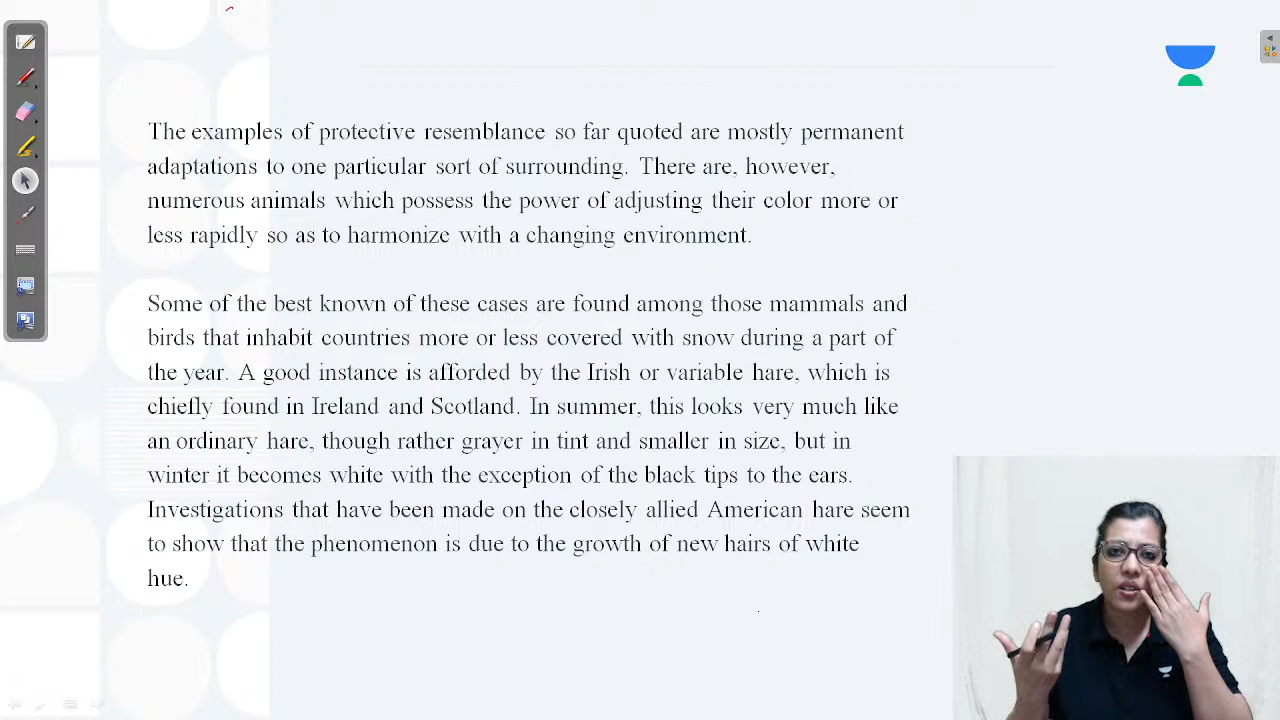 The examples of protective resemblance so far quoted are mostly permanent
adaptations to one particular sort of surrounding. There are, however,
numerous animals which possess the power of adjusting their color more or
less rapidly so as to harmonize with a changing environment.
Some of the best known of these cases are found among those mammals and
birds that inhabit countries more or less covered with snow during a part of
the year. A good instance is afforded by the Irish or variable hare, which is
chiefly found in Ireland and Scotland. In summer, this looks very much like
an ordinary hare, though rather grayer in tint and smaller in size, but in
winter it becomes white with the exception of the black tips to the ears.
Investigations that have been made on the closely allied American hare seem
to show that the phenomenon is due to the growth of new hairs of white
hue.